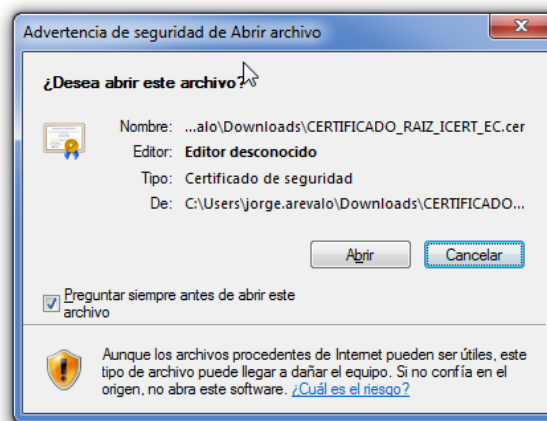 Advertencia de seguridad de Abrir archivo
¿Desea abrir este archivo?
Nombre: ...alo\Downloads\CERTIFICADO_RAIZ_ICERT_EC.cer
Editor: Editor desconocido
Tipo: Certificado de seguridad
De: C:\Users\jorge.arevalo\Downloads\CERTIFICADO...
Abrir
Cancelar
Preguntar siempre antes de abrir este
archivo
Aunque los archivos procedentes de Internet pueden ser útiles, este
tipo de archivo puede llegar a dañar el equipo. Si no confía en el
origen, no abra este software. ¿Cuál es el riesgo?